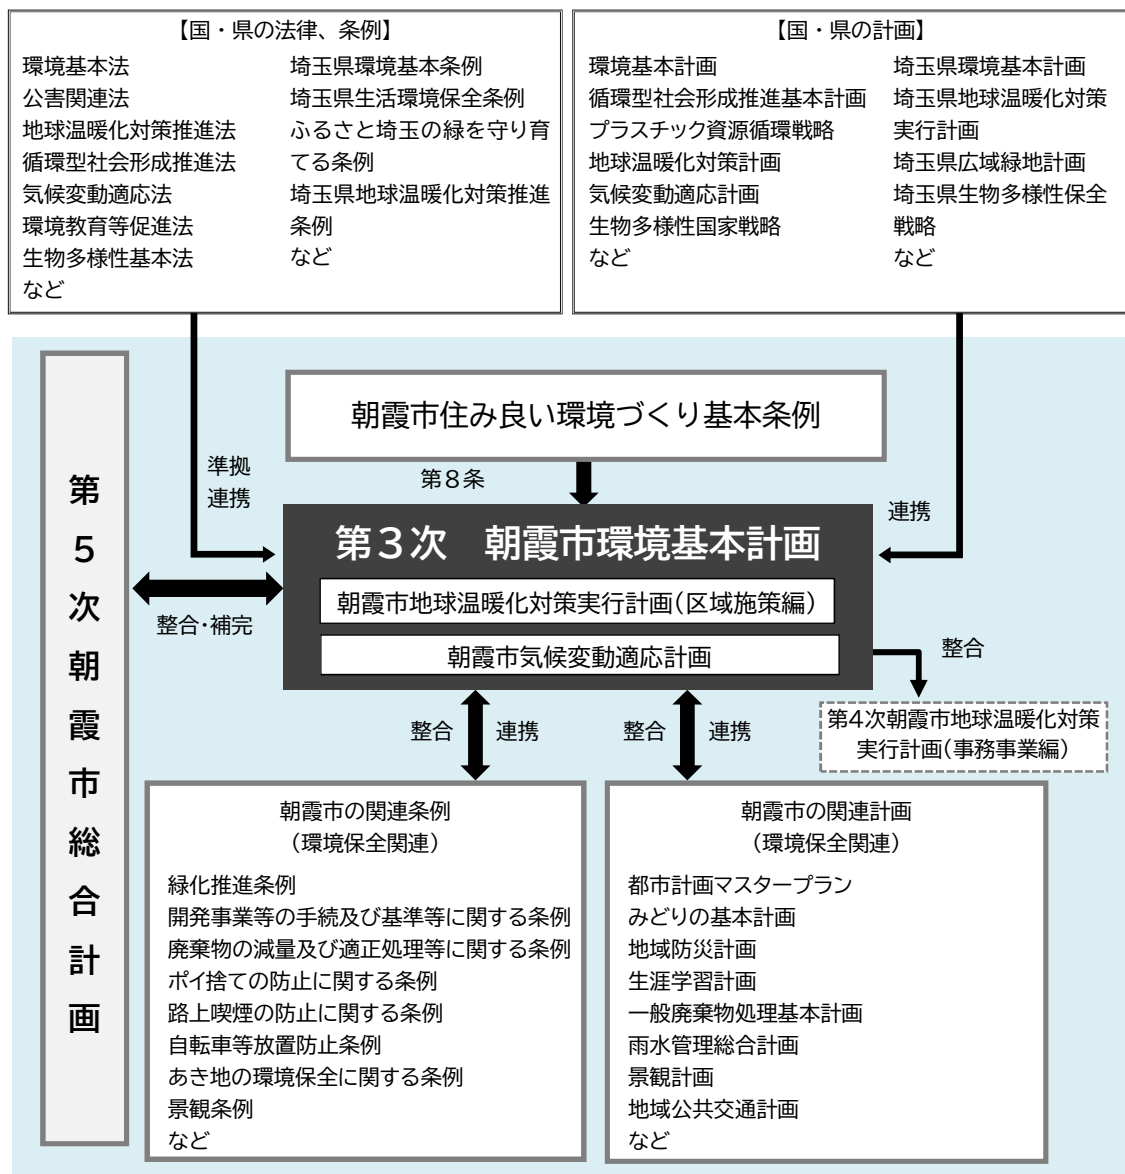 【国・県の法律、条例】
環境基本法
公害関連法
地球温暖化対策推進法
循環型社会形成推進法
気候変動適応法
環境教育等促進法
生物多様性基本法
など
埼玉県環境基本条例
埼玉県生活環境保全条例
ふるさと埼玉の緑を守り育
てる条例
埼玉県地球温暖化対策推進
条例
など
【国・県の計画】
環境基本計画
循環型社会形成推進基本計画
プラスチック資源循環戦略
地球温暖化対策計画
気候変動適応計画
生物多様性国家戦略
など
埼玉県環境基本計画
埼玉県地球温暖化対策
実行計画
埼玉県広域緑地計画
埼玉県生物多様性保全
戦略
など
第5次朝霞市総合計画
朝霞市住み良い環境づくり基本条例
準拠
連携
第8条
連携
第3次　朝霞市環境基本計画
朝霞市地球温暖化対策実行計画(区域施策編)
朝霞市気候変動適応計画
整合・補完
整合
第4次朝霞市地球温暖化対策
実行計画(事務事業編)
整合
連携
整合
連携
朝霞市の関連条例
(環境保全関連)
緑化推進条例
開発事業等の手続及び基準等に関する条例
廃棄物の減量及び適正処理等に関する条例
ポイ捨ての防止に関する条例
路上喫煙の防止に関する条例
自転車等放置防止条例
あき地の環境保全に関する条例
景観条例
など
朝霞市の関連計画
(環境保全関連)
都市計画マスタープラン
みどりの基本計画
地域防災計画
生涯学習計画
一般廃棄物処理基本計画
雨水管理総合計画
景観計画
地域公共交通計画
など